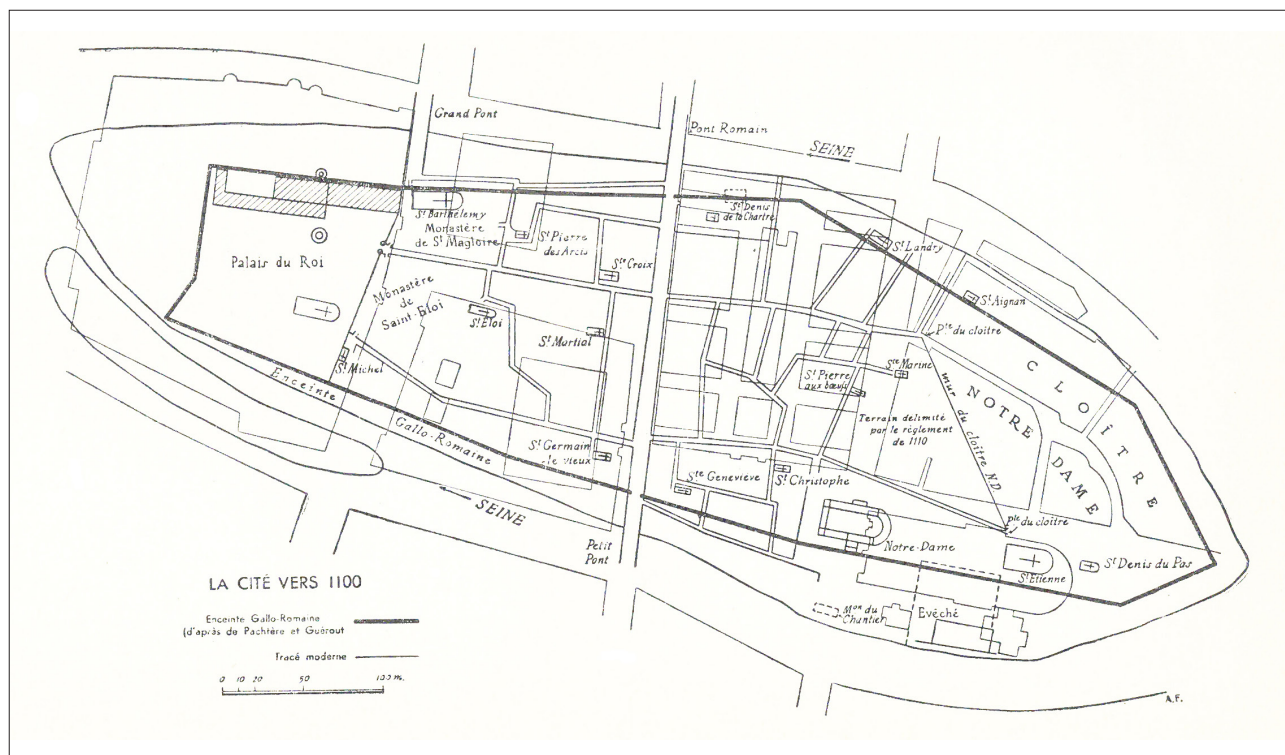 Grand Pont
Pont Romain
SEINE
St Denis
de la Chartre
St Barthélemy
Monastère
de St Magloire
St Pierre
des Arcis
St Landry
Ste Croix
Palais du Roi
Monastère
de
Saint-Eloi
St Aignan
St Eloi
St Martial
Pte du cloître
CLOÎTRE
NOTRE
DAME
St Michel
Ste Marine
St Pierre
aux bœufs
mur du cloître N D
Terrain délimité
par le règlement
de 1110
Enceinte
Gallo-Romaine
St Germain
-le vieux
Ste Geneviève
St Christophe
SEINE
Pte du cloître
Petit
Pont
Notre-Dame
St Etienne
St Denis du Pas
Mon du
Chantier
Evêché
LA CITÉ VERS 1100
Enceinte Gallo-Romaine
(d'après de Pachtère et Guérout
Tracé moderne
0 10 20 50 100 m.
A.F.